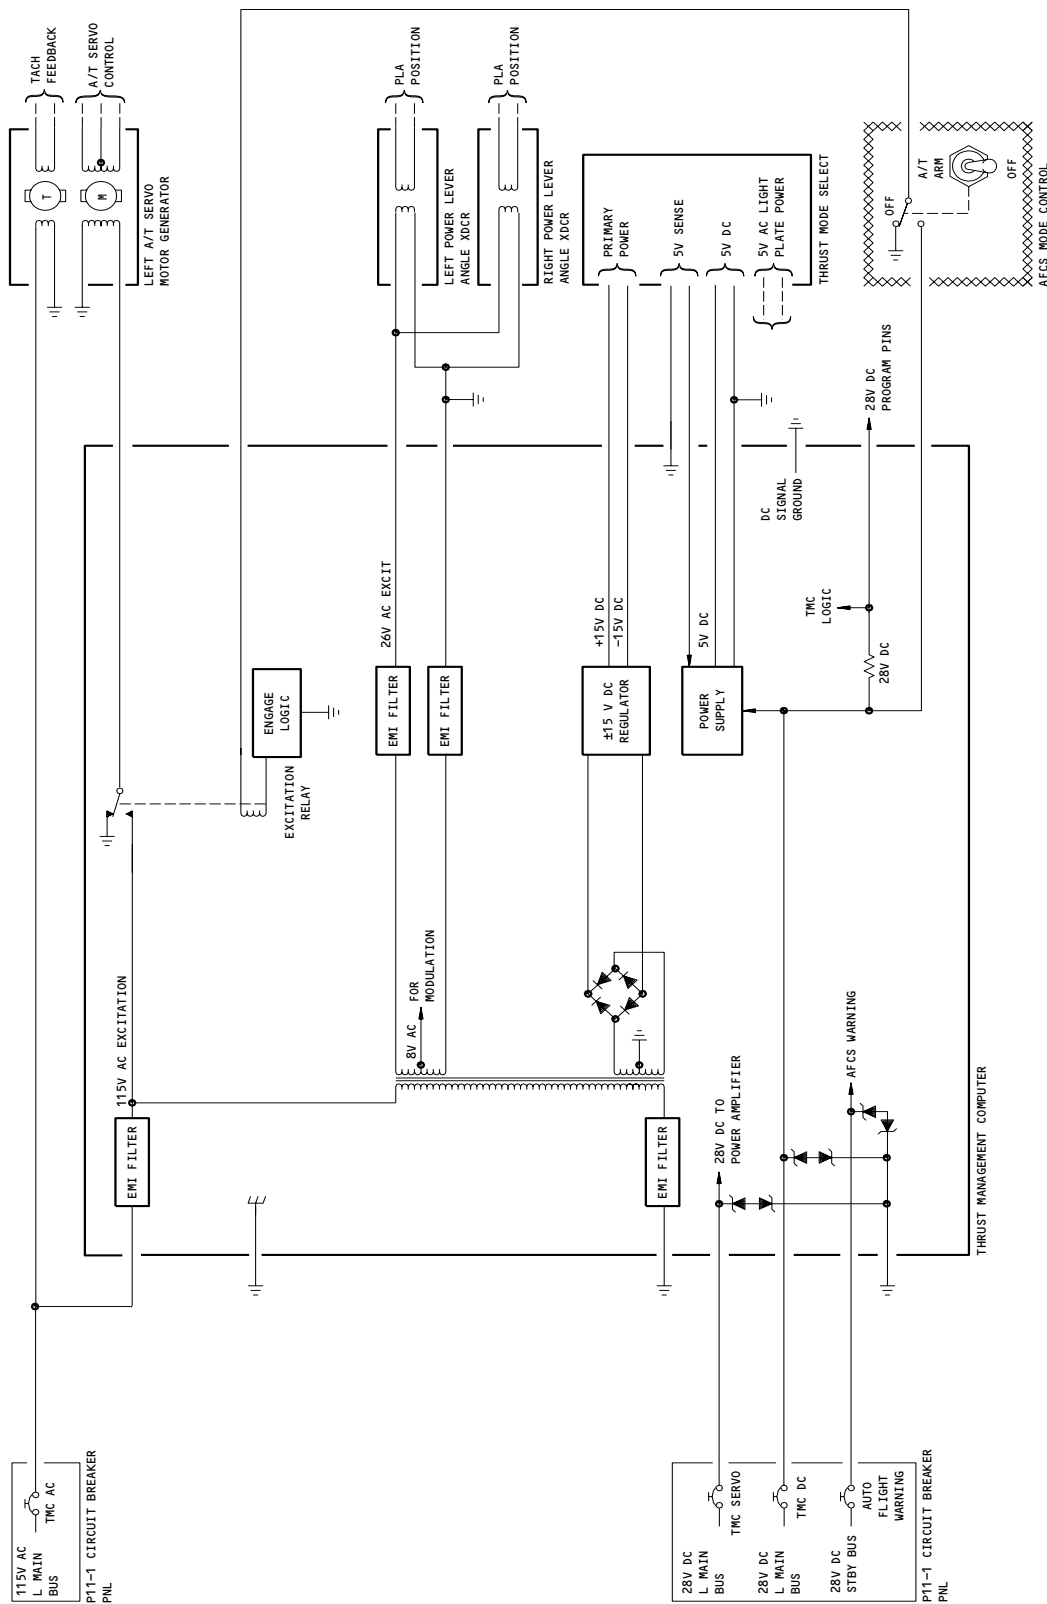 TACH
FEEDBACK
A/T SERVO
CONTROL
T
M
LEFT A/T SERVO
MOTOR GENERATOR
PLA
POSITION
PLA
POSITION
LEFT POWER LEVER
ANGLE XDCR
RIGHT POWER LEVER
ANGLE XDCR
PRIMARY
POWER
5V SENSE
5V DC
5V AC LIGHT
PLATE POWER
THRUST MODE SELECT
OFF
A/T
ARM
OFF
AFCS MODE CONTROL
28V DC
PROGRAM PINS
DC
SIGNAL
GROUND
TMC
LOGIC
28V DC
26V AC EXCIT
+15V DC
-15V DC
5V DC
ENGAGE
LOGIC
EXCITATION
RELAY
EMI FILTER
EMI FILTER
±15 V DC
REGULATOR
POWER
SUPPLY
115V AC EXCITATION
8V AC
FOR
MODULATION
EMI FILTER
EMI FILTER
28V DC TO
POWER AMPLIFIER
AFCS WARNING
THRUST MANAGEMENT COMPUTER
115V AC
L MAIN
BUS
TMC AC
P11-1 CIRCUIT BREAKER
PNL
28V DC
L MAIN
BUS
TMC SERVO
28V DC
L MAIN
BUS
TMC DC
28V DC
STBY BUS
AUTO
FLIGHT
WARNING
P11-1 CIRCUIT BREAKER
PNL